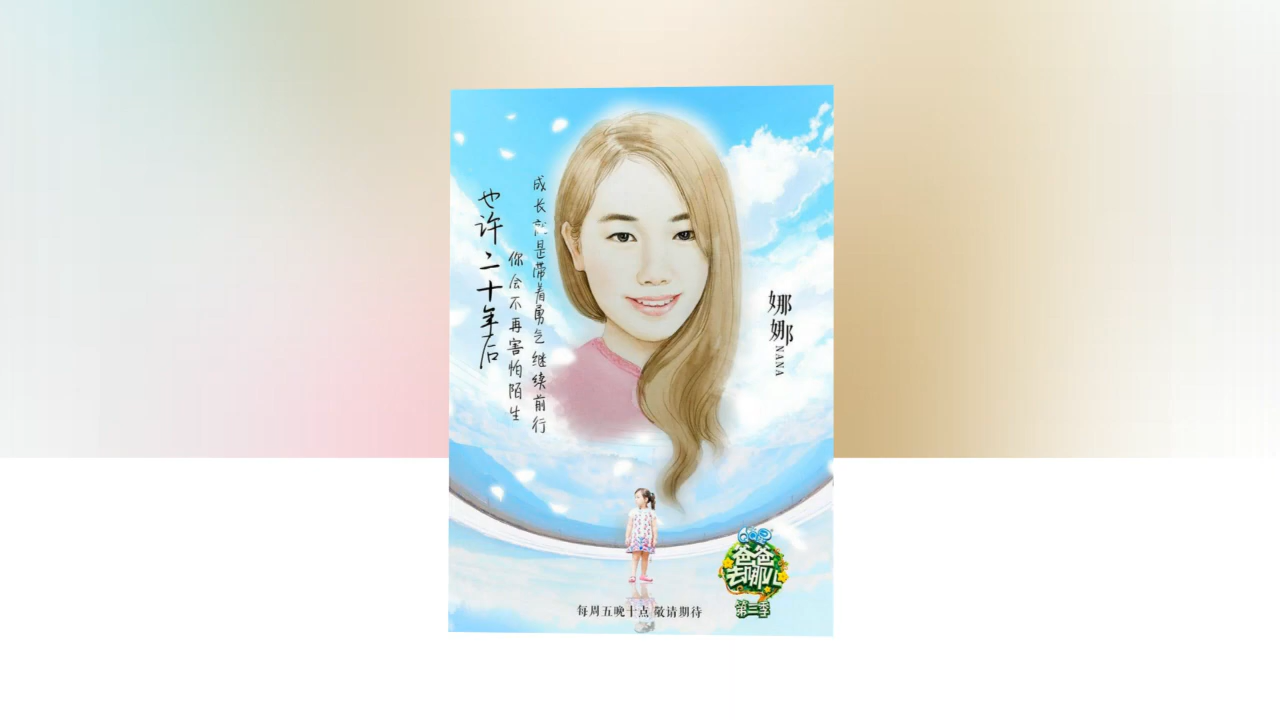 也许二十年后
你会不再害怕陌生
成长就是带着勇气继续前行
娜娜
NANA
爸爸
去哪儿
第二季
每周五晚十点 敬请期待